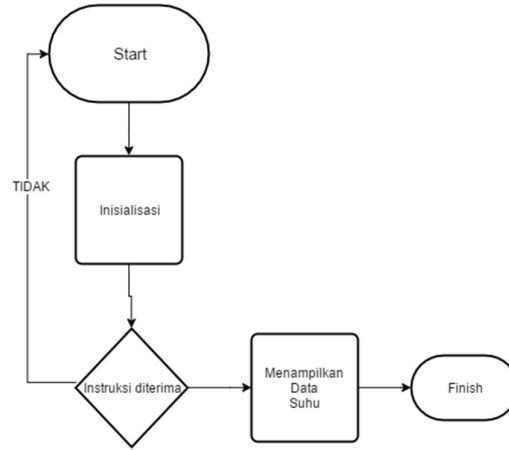 Start
TIDAK
Inisialisasi
Instruksi diterima
Menampilkan
Data
Suhu
Finish